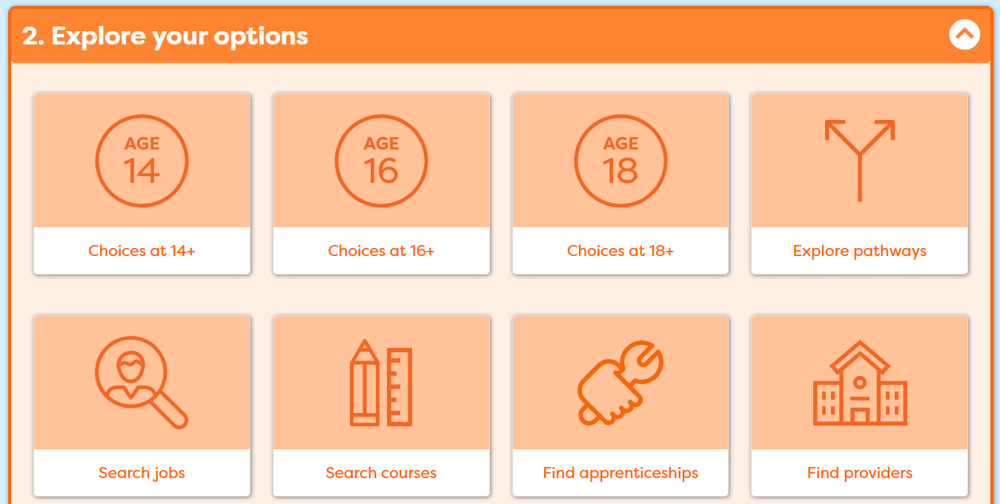 2. Explore your options
AGE
14
AGE
16
AGE
18
Choices at 14+
Choices at 16+
Choices at 18+
Explore pathways
Search jobs
Search courses
Find apprenticeships
Find providers